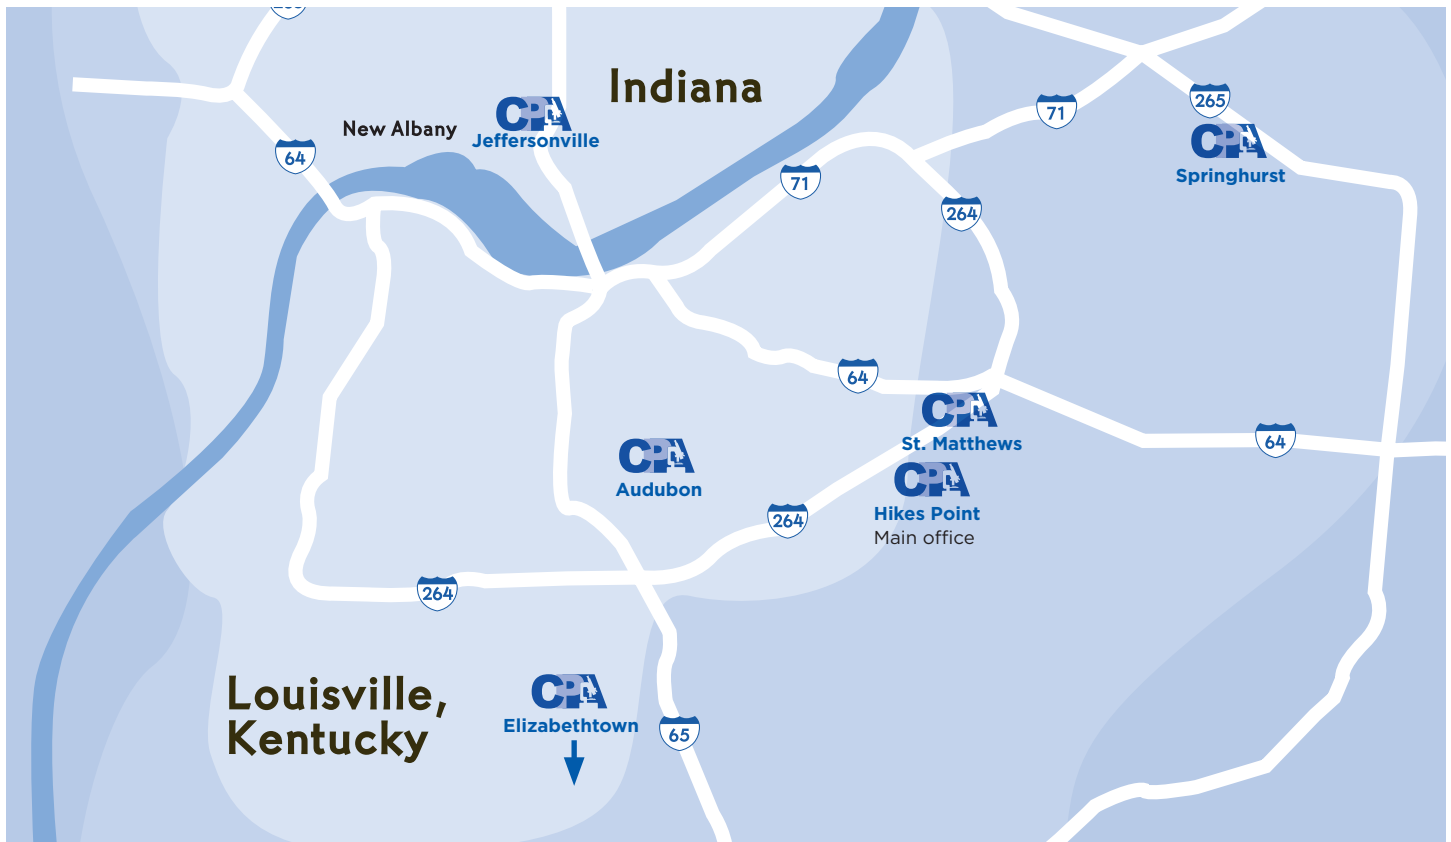 265
Indiana
CPA
Jeffersonville
New Albany
64
71
265
CPA
Springhurst
71
264
64
CPA
St. Matthews
64
CPA
Audubon
CPA
Hikes Point
Main office
264
264
Louisville,
Kentucky
CPA
Elizabethtown
65